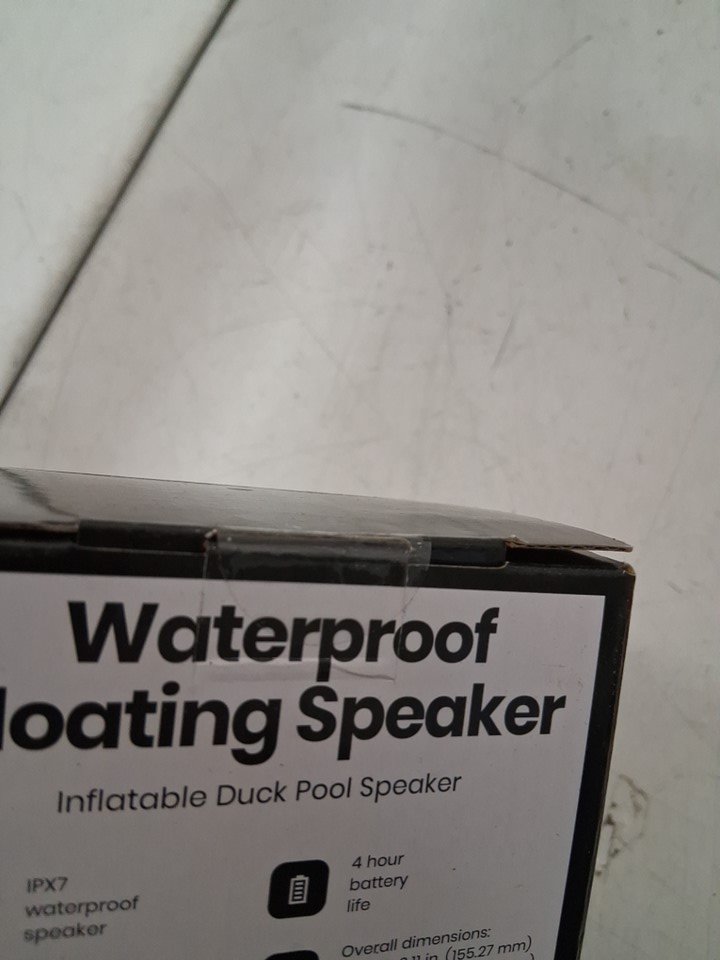 Waterproof
loating Speaker
Inflatable Duck Pool Speaker
IPX7
waterproof
speaker
4 hour
battery
life
Overall dimensions:
in. (155.27 mm)